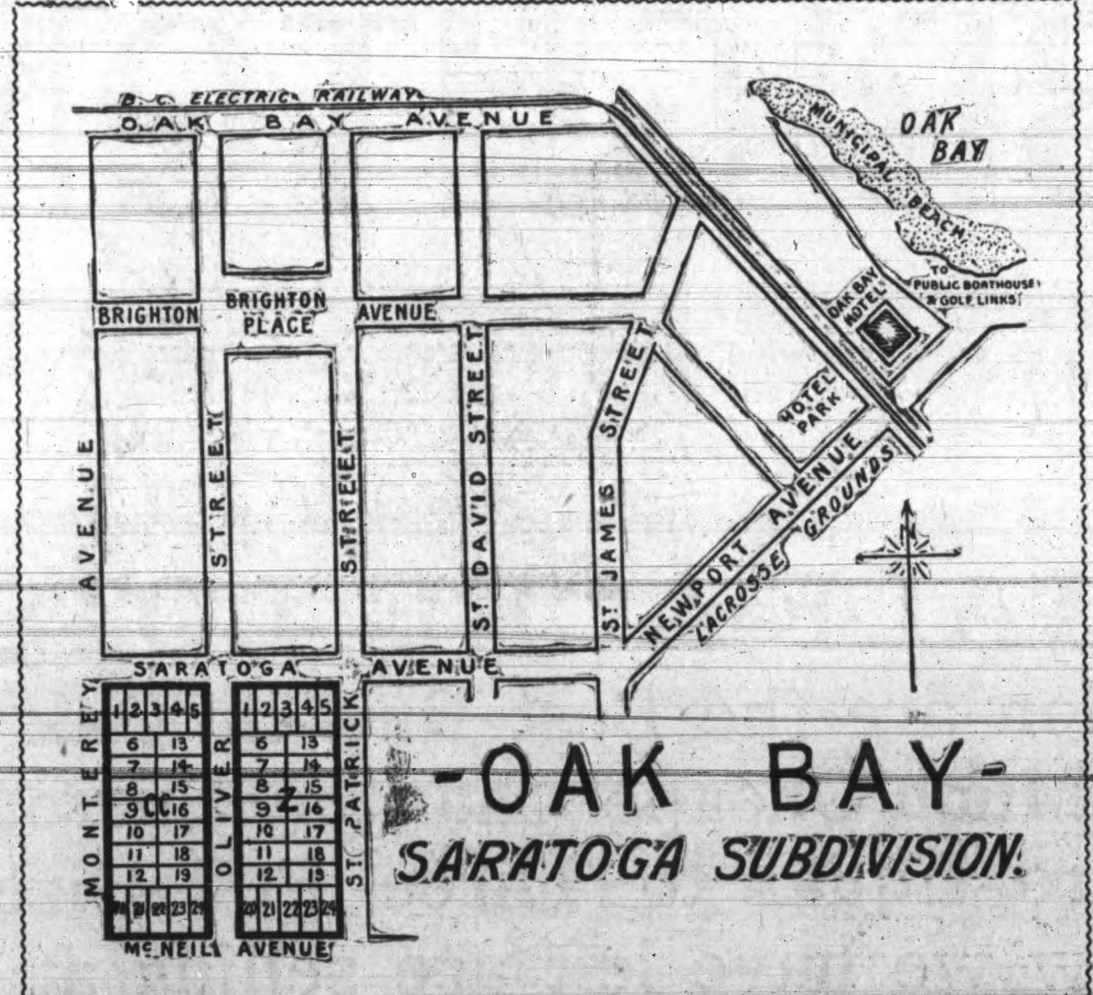 B.C. ELECTRIC RAILWAY
OAK BAY AVENUE
OAK
BAY
MUNICIPAL BEACH
TO
PUBLIC BOATHOUSE
& GOLF LINKS
OAK BAY
HOTEL
BRIGHTON
BRIGHTON
PLACE
AVENUE
HOTEL
PARK
MONTEREY AVENUE
OLIVER STREET
ST PATRICK STREET
ST DAVID STREET
ST JAMES STREET
NEWPORT AVENUE
LACROSSE GROUNDS
N
SARATOGA AVENUE
1 2 3 4 5
6 13
7 14
8 15
9 CC 16
10 17
11 18
12 19
21 22 23 24
1 2 3 4 5
6 13
7 14
8 15
9 Z 16
10 17
11 18
12 19
20 21 22 23 24
McNEILL AVENUE
-OAK BAY-
SARATOGA SUBDIVISION.